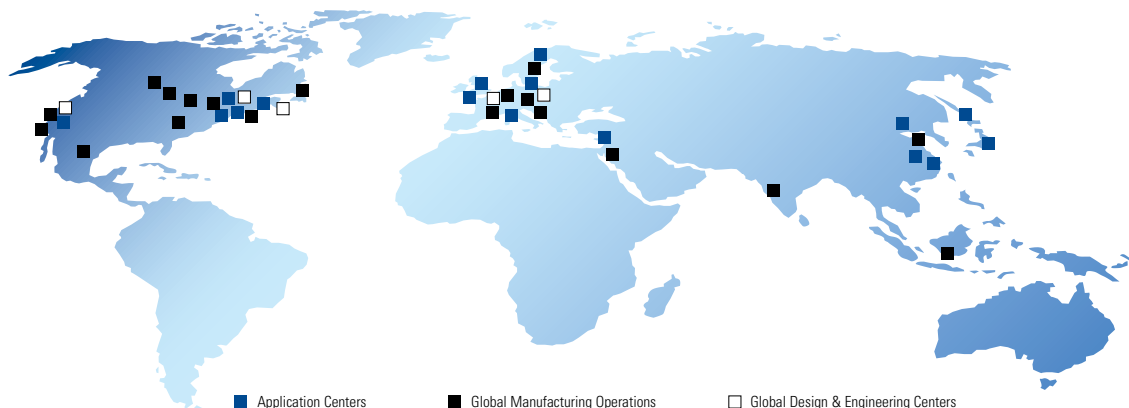 Application Centers
Global Manufacturing Operations
Global Design & Engineering Centers